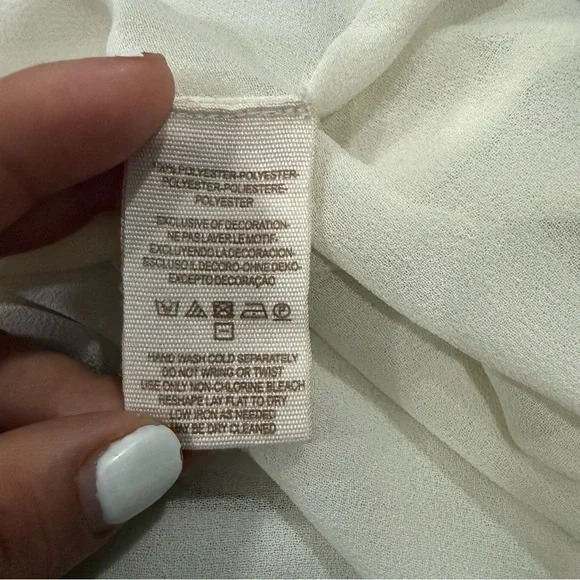 100% POLYESTER-POLYESTER-
POLYESTER-POLIESTERE-
POLYESTER
EXCLUSIVE OF DECORATION-
NE PAS LAVER LE MOTIF-
EXCLUYENDO LA DECORACION-
ESCLUSO IL DECORO-OHNE DEKO-
EXCEPTO DECORAÇÃO
HAND WASH COLD SEPARATELY
DO NOT WRING OR TWIST
USE ONLY NON-CHLORINE BLEACH
RESHAPE LAY FLAT TO DRY
LOW IRON AS NEEDED
MAY BE DRY CLEANED